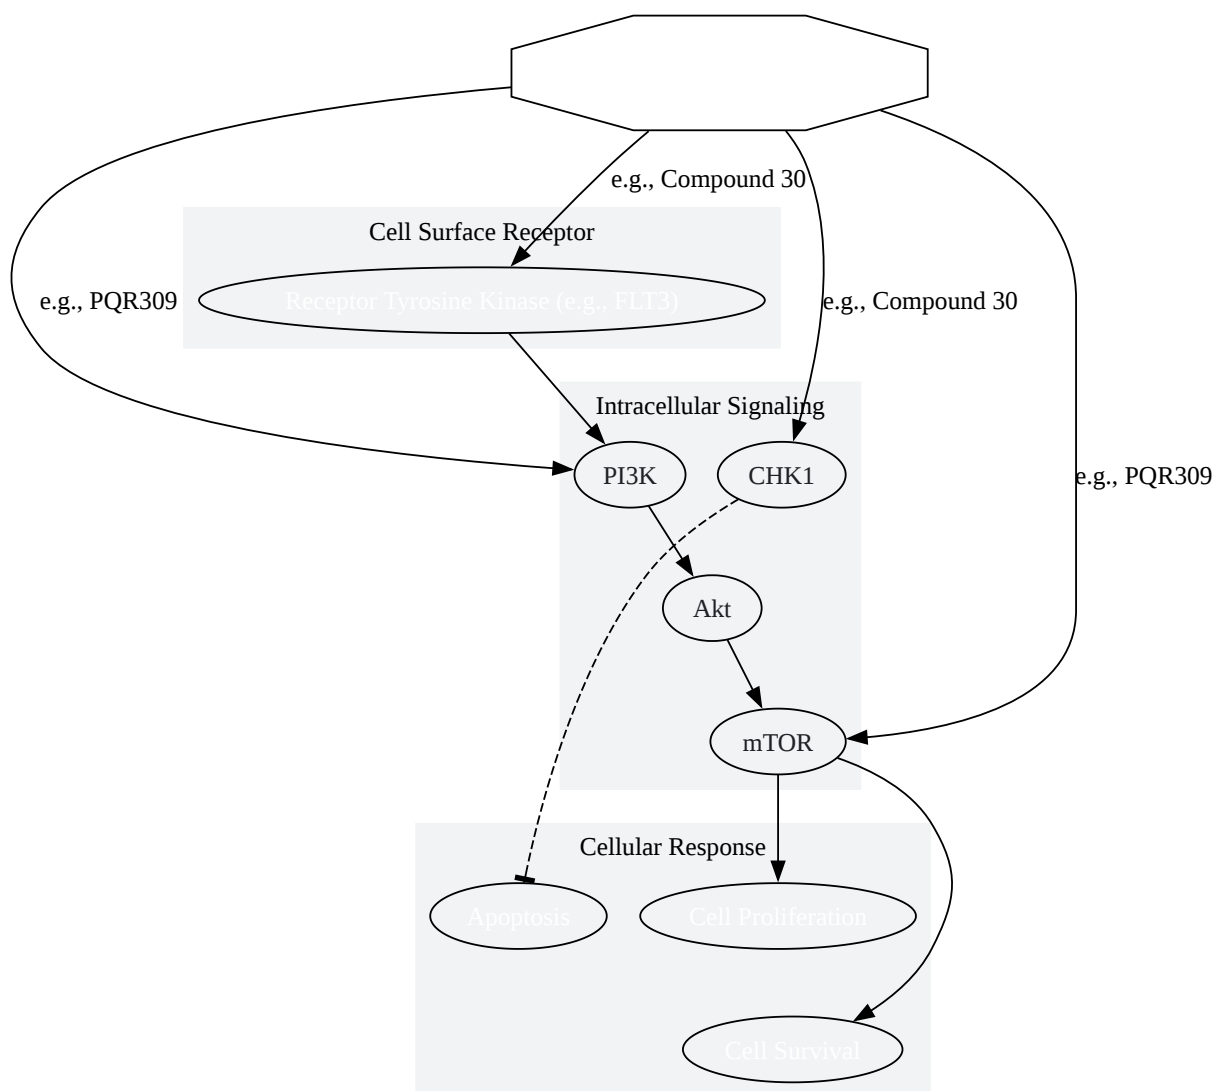 e.g., Compound 30
Cell Surface Receptor
e.g., PQR309
Receptor Tyrosine Kinase (e.g., FLT3)
e.g., Compound 30
Intracellular Signaling
PI3K
CHK1
e.g., PQR309
Akt
mTOR
Cellular Response
Apoptosis
Cell Proliferation
Cell Survival